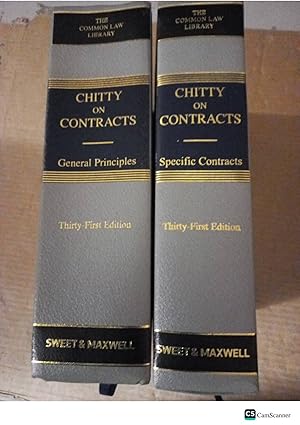 THE
COMMON LAW
LIBRARY
CHITTY
ON
CONTRACTS
General Principles
Thirty-First Edition
SWEET & MAXWELL
THE
COMMON LAW
LIBRARY
CHITTY
ON
CONTRACTS
Specific Contracts
Thirty-First Edition
SWEET & MAXWELL
CS CamScanner